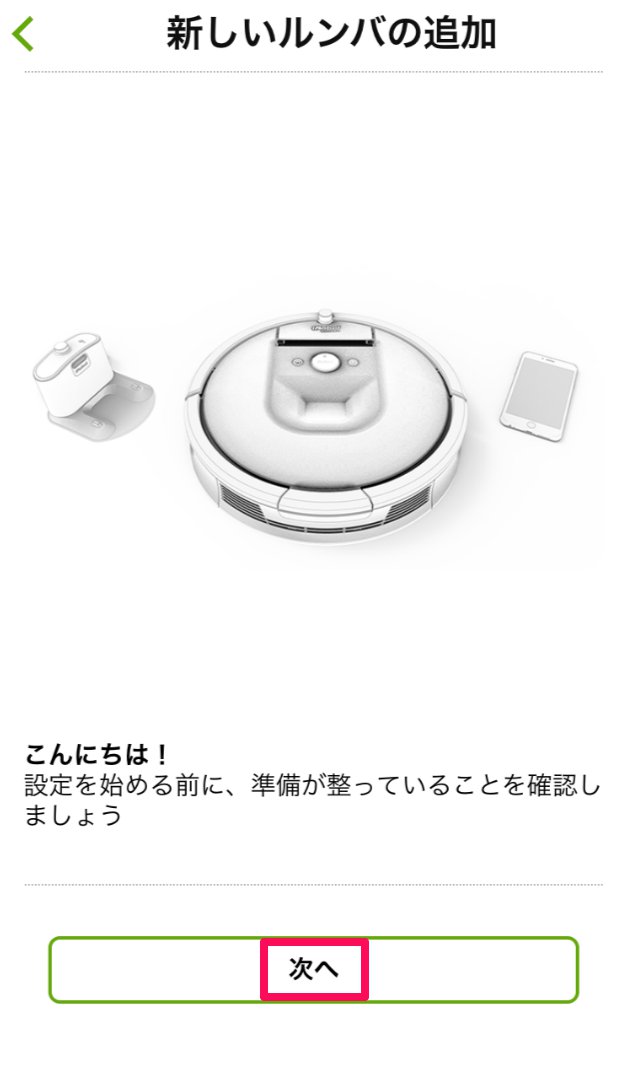 新しいルンバの追加
こんにちは！
設定を始める前に、準備が整っていることを確認し
ましょう
次へ